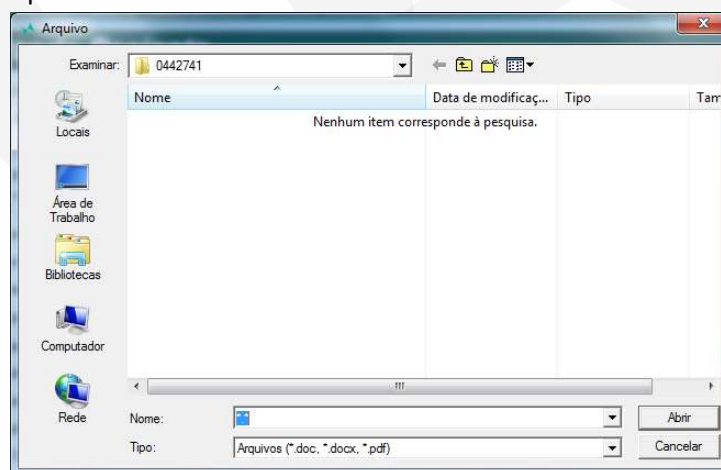 Arquivo
Examinar: 0442741
Nome Data de modificaç... Tipo Tam
Nenhum item corresponde à pesquisa.
Locais
Área de
Trabalho
Bibliotecas
Computador
Rede
Nome: Abrir
Tipo: Arquivos (*.doc, *.docx, *.pdf) Cancelar